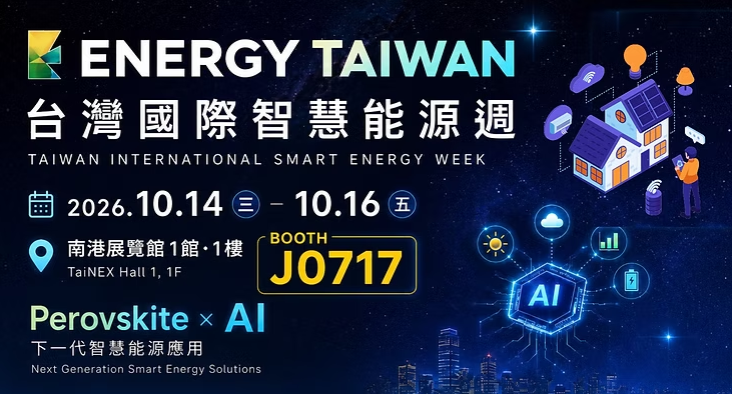 ENERGY TAIWAN
台灣國際智慧能源週
TAIWAN INTERNATIONAL SMART ENERGY WEEK
2026.10.14 三 – 10.16 五
南港展覽館1館·1樓
TaiNEX Hall 1, 1F
BOOTH
J0717
Perovskite × AI
下一代智慧能源應用
Next Generation Smart Energy Solutions
AI